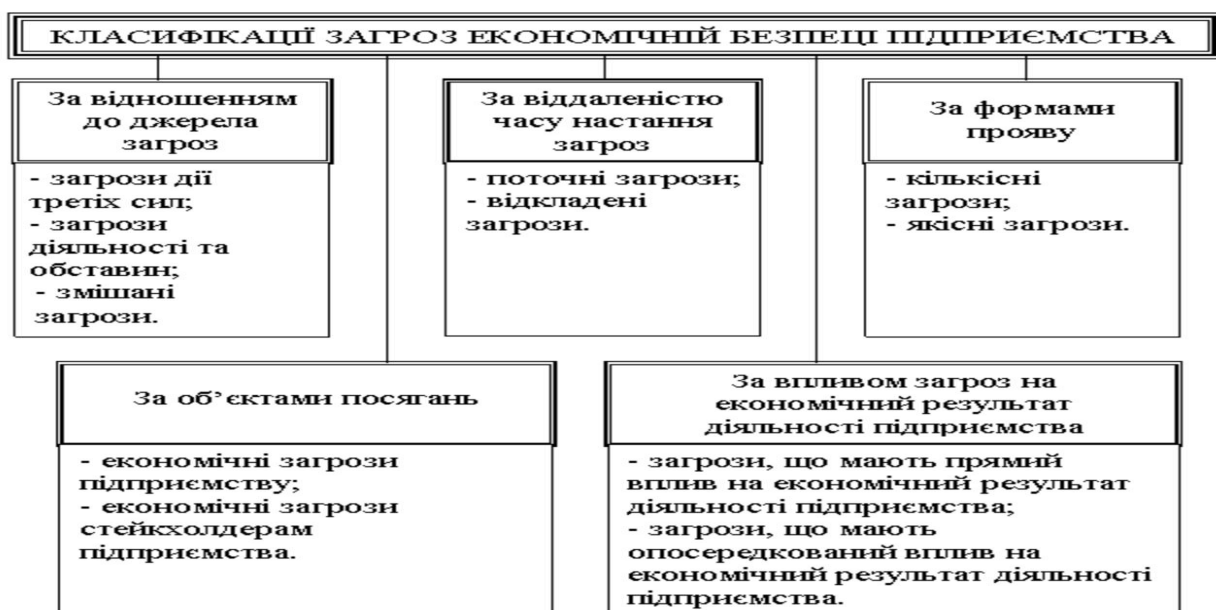 КЛАСИФІКАЦІЇ ЗАГРОЗ ЕКОНОМІЧНІЙ БЕЗПЕЦІ ПІДПРИЄМСТВА
За відношенням
до джерела
загроз
- загрози дії
третіх сил;
- загрози
діяльності та
обставин;
- змішані
загрози.
За віддаленістю
часу настання
загроз
- поточні загрози;
- відкладені
загрози.
За формами
прояву
- кількісні
загрози;
- якісні загрози.
За об’єктами посягань
- економічні загрози
підприємству;
- економічні загрози
стейкхолдерам
підприємства.
За впливом загроз на
економічний результат
діяльності підприємства
- загрози, що мають прямий
вплив на економічний результат
діяльності підприємства;
- загрози, що мають
опосередкований вплив на
економічний результат діяльності
підприємства.